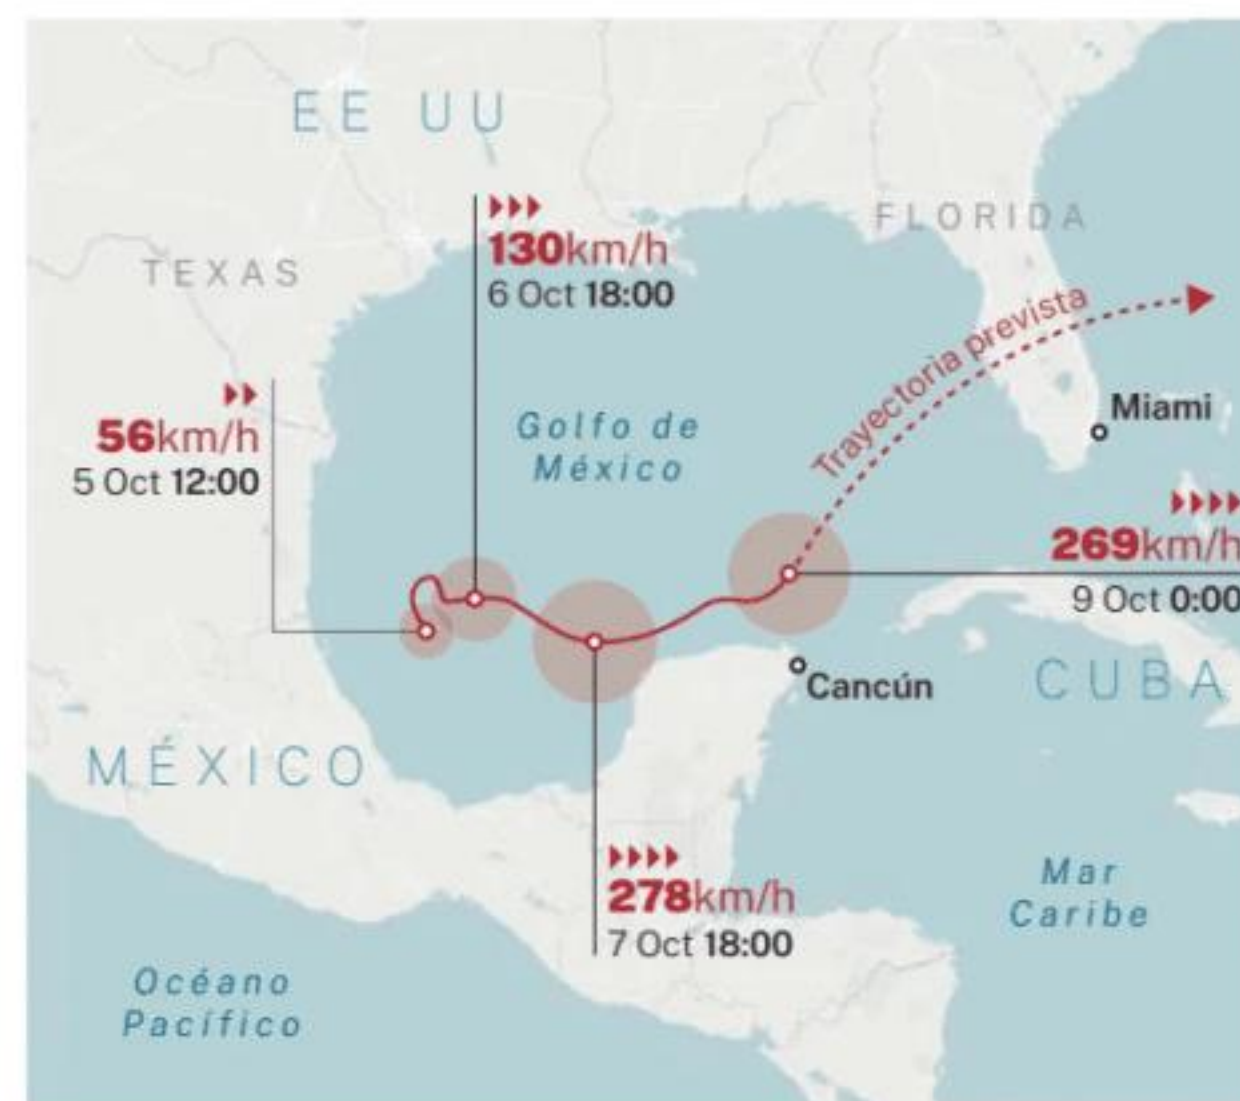 EE UU
FLORIDA
130km/h
6 Oct 18:00
TEXAS
Trayectoria prevista
56km/h
5 Oct 12:00
Golfo de
México
Miami
269km/h
9 Oct 0:00
Cancún
CUBA
MÉXICO
278km/h
7 Oct 18:00
Mar
Caribe
Océano
Pacífico